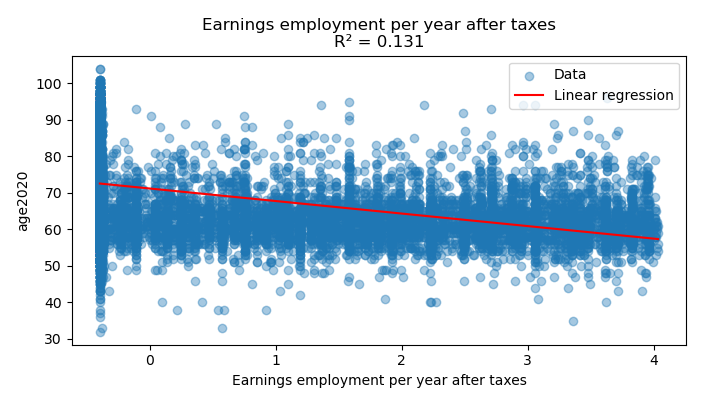 Earnings employment per year after taxes
R² = 0.131
Data
Linear regression
age2020
100
90
80
70
60
50
40
30
0
1
2
3
4
Earnings employment per year after taxes